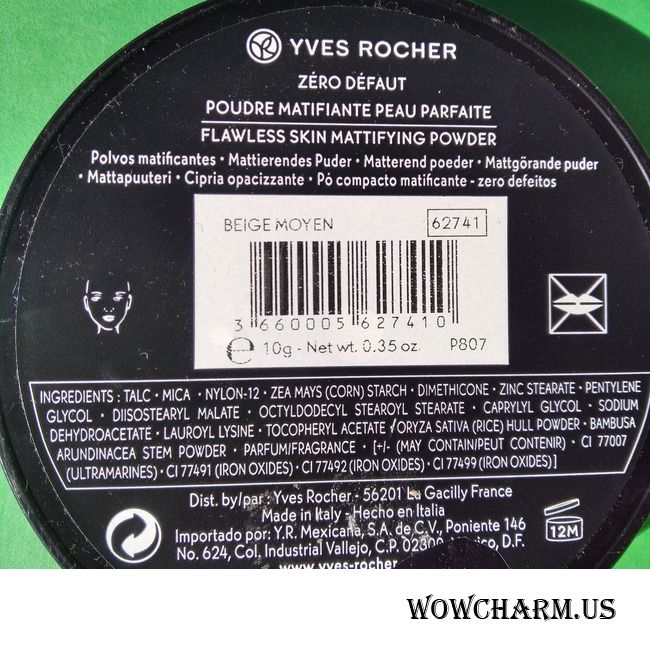 YVES ROCHER
ZÉRO DÉFAUT
POUDRE MATIFIANTE PEAU PARFAITE
FLAWLESS SKIN MATTIFYING POWDER
Polvos matificantes • Mattierendes Puder • Matterend poeder • Mattgörande puder
• Mattapuuteri • Cipria opacizzante • Pó compacto matificante - zero defeitos
BEIGE MOYEN 62741
3 660005 627410
℮ 10g - Net wt. 0.35 oz. P807
INGREDIENTS : TALC • MICA • NYLON-12 • ZEA MAYS (CORN) STARCH • DIMETHICONE • ZINC STEARATE • PENTYLENE
GLYCOL • DIISOSTEARYL MALATE • OCTYLDODECYL STEAROYL STEARATE • CAPRYLYL GLYCOL • SODIUM
DEHYDROACETATE • LAUROYL LYSINE • TOCOPHERYL ACETATE • ORYZA SATIVA (RICE) HULL POWDER • BAMBUSA
ARUNDINACEA STEM POWDER • PARFUM/FRAGRANCE • [+/- (MAY CONTAIN/PEUT CONTENIR) • CI 77007
(ULTRAMARINES) • CI 77491 (IRON OXIDES) • CI 77492 (IRON OXIDES) • CI 77499 (IRON OXIDES)]
Dist. by/par : Yves Rocher - 56201 La Gacilly France
Made in Italy - Hecho en Italia
Importado por: Y.R. Mexicana, S.A. de C.V., Poniente 146
No. 624, Col. Industrial Vallejo, C.P. 02300 D.F.
12M
www.yves-rocher
WOWCHARM.US